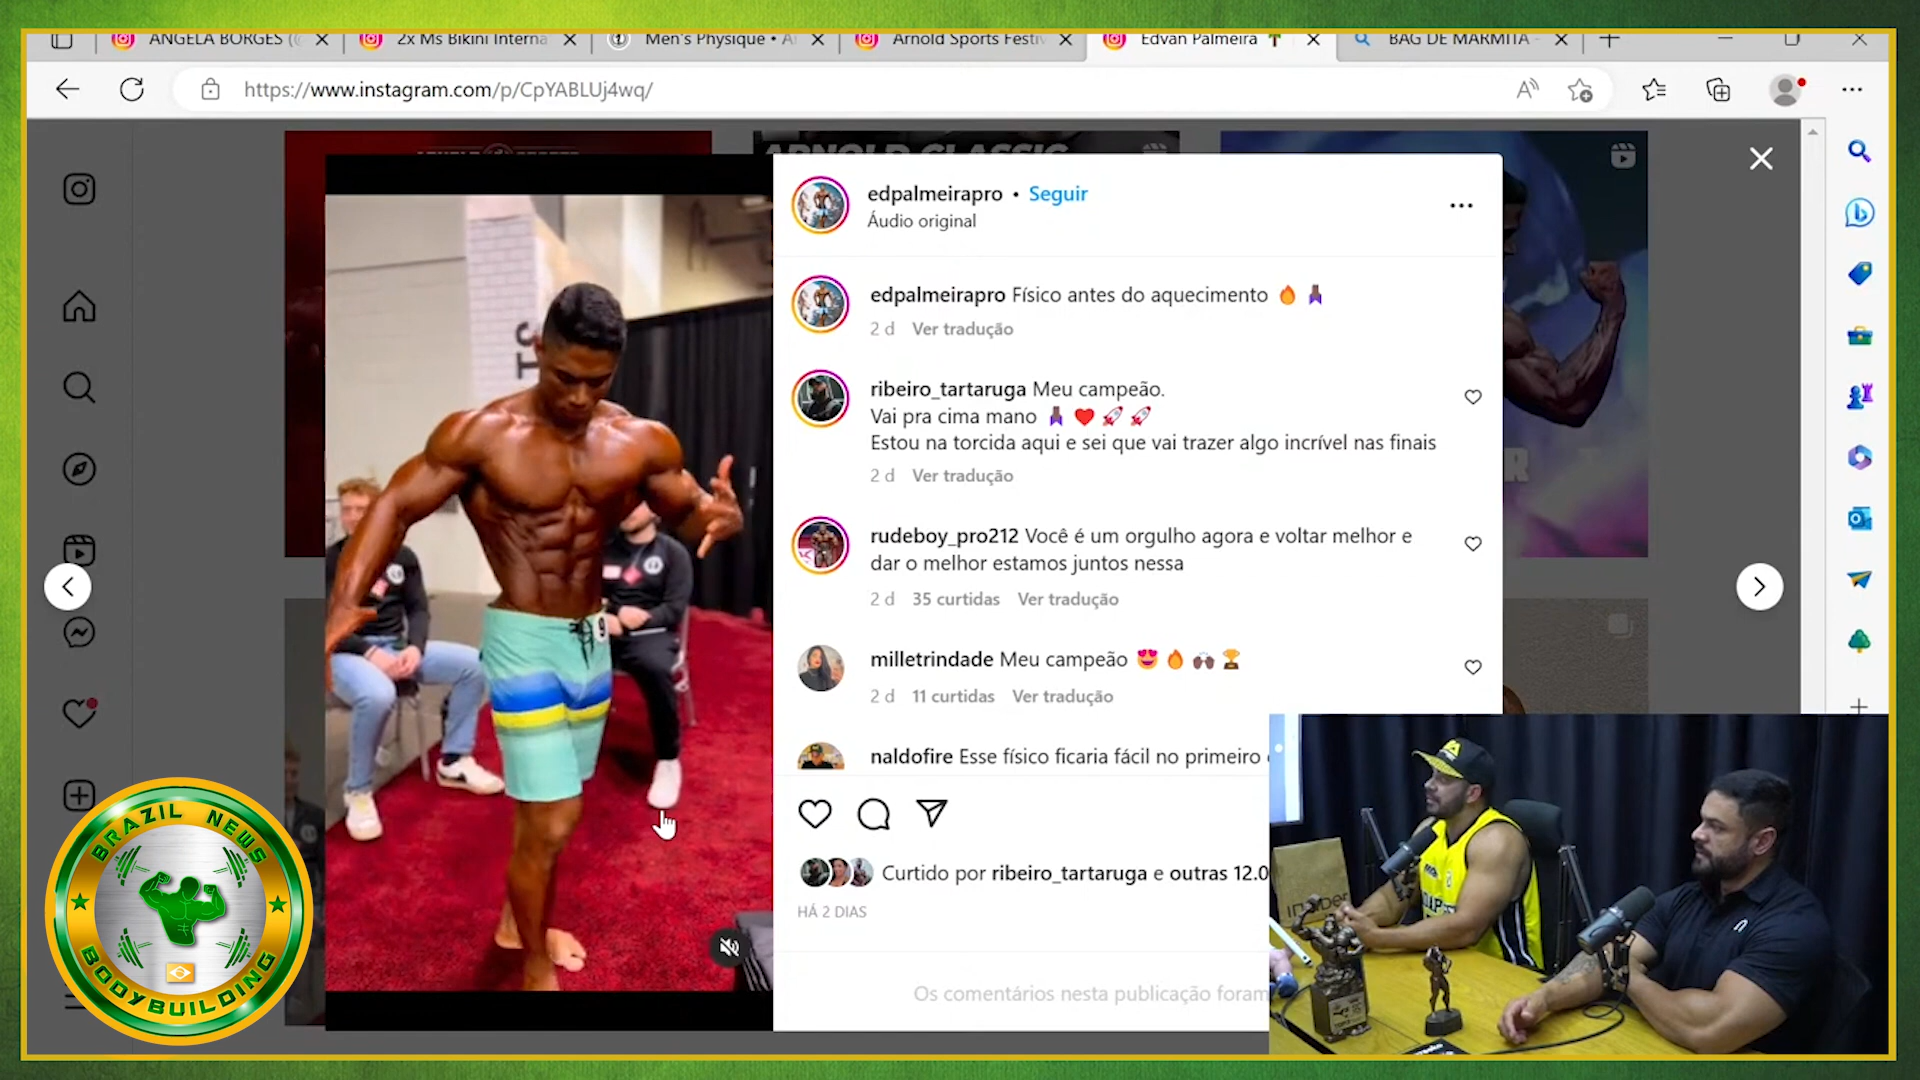 ANGELA BORGES (
2x Ms Bikini Interna
Men's Physique •
Arnold Sports Festiv
Edvan Palmeira
BAG DE MARMITA -
https://www.instagram.com/p/CpYABLUj4wq/
ARNOLD CLASSIC
edpalmeirapro • Seguir
Áudio original
edpalmeirapro Físico antes do aquecimento
2 d Ver tradução
ribeiro_tartaruga Meu campeão.
Vai pra cima mano
Estou na torcida aqui e sei que vai trazer algo incrível nas finais
2 d Ver tradução
rudeboy_pro212 Você é um orgulho agora e voltar melhor e
dar o melhor estamos juntos nessa
2 d 35 curtidas Ver tradução
milletrindade Meu campeão
2 d 11 curtidas Ver tradução
naldofire Esse físico ficaria fácil no primeiro
Curtido por ribeiro_tartaruga e outras 12.0
HÁ 2 DIAS
Os comentários nesta publicação foram
BRAZIL NEWS
BODYBUILDING